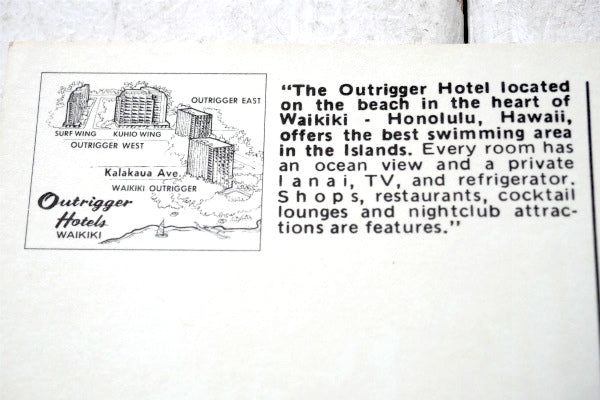 OUTRIGGER EAST
SURF WING KUHIO WING
OUTRIGGER WEST
Kalakaua Ave.
WAIKIKI OUTRIGGER
Outrigger
Hotels
WAIKIKI
"The Outrigger Hotel located
on the beach in the heart of
Waikiki - Honolulu, Hawaii,
offers the best swimming area
in the Islands. Every room has
an ocean view and a private
lanai, TV, and refrigerator.
Shops, restaurants, cocktail
lounges and nightclub attrac-
tions are features."